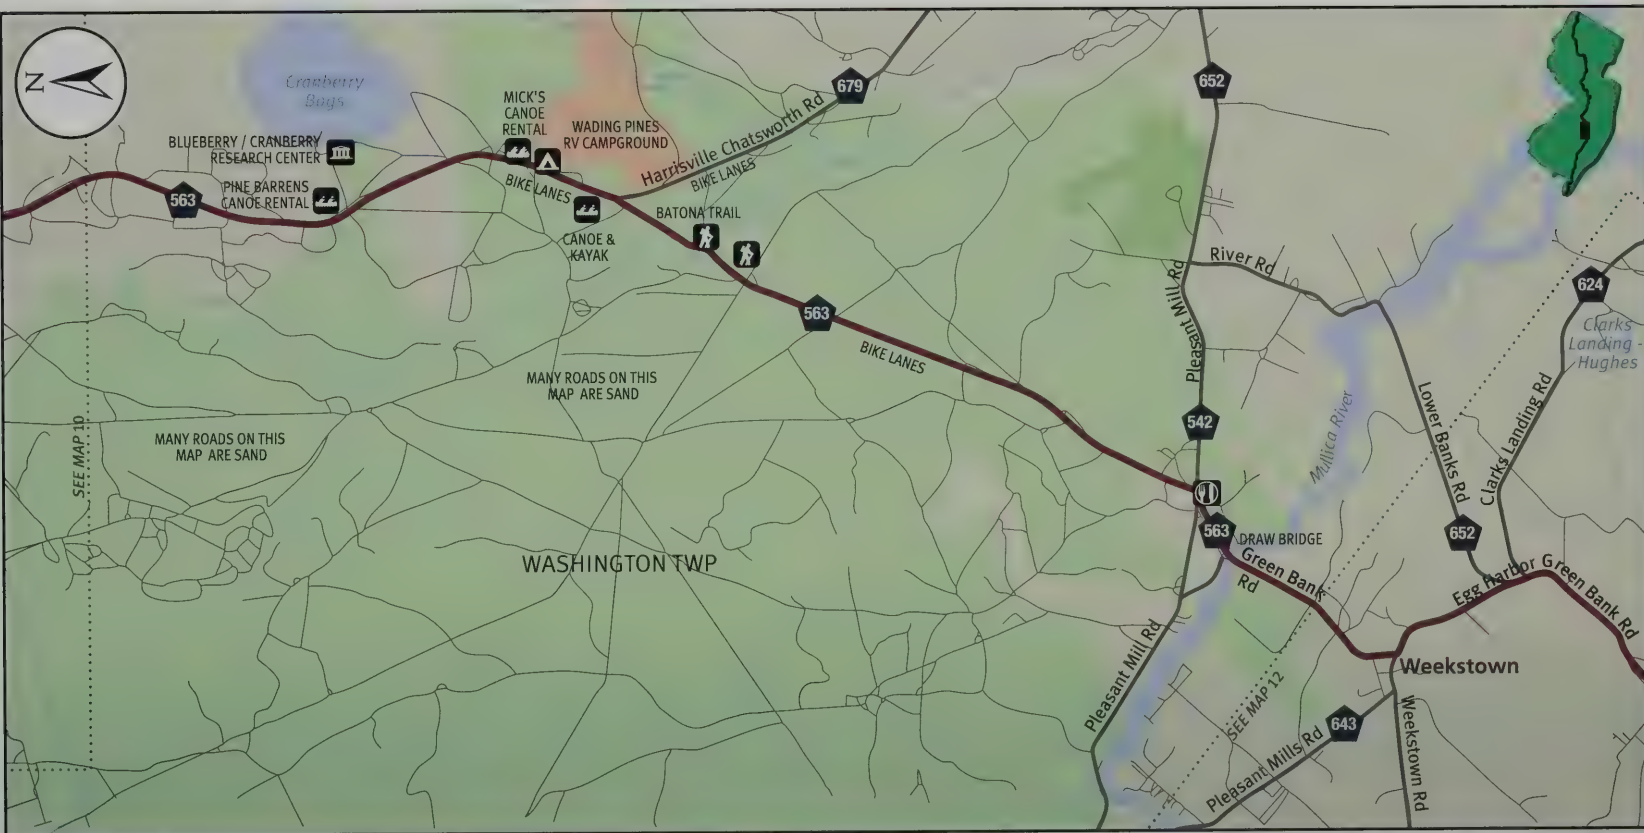 N
Cranberry
Bogs
BLUEBERRY / CRANBERRY
RESEARCH CENTER
PINE BARRENS
CANOE RENTAL
563
MICK'S
CANOE
RENTAL
WADING PINES
RV CAMPGROUND
679
Harrisville Chatsworth Rd
BIKE LANES
BIKE LANES
CANOE &
KAYAK
BATONA TRAIL
563
BIKE LANES
MANY ROADS ON THIS
MAP ARE SAND
MANY ROADS ON THIS
MAP ARE SAND
SEE MAP 10
WASHINGTON TWP
652
River Rd
Pleasant Mill Rd
542
563
DRAW BRIDGE
Green Bank
Rd
Mullica River
Lower Banks Rd
652
624
Clarks
Landing -
Hughes
Clarks Landing Rd
Egg Harbor Green Bank Rd
Weekstown
Weekstown Rd
643
Pleasant Mills Rd
SEE MAP 12
Pleasant Mill Rd